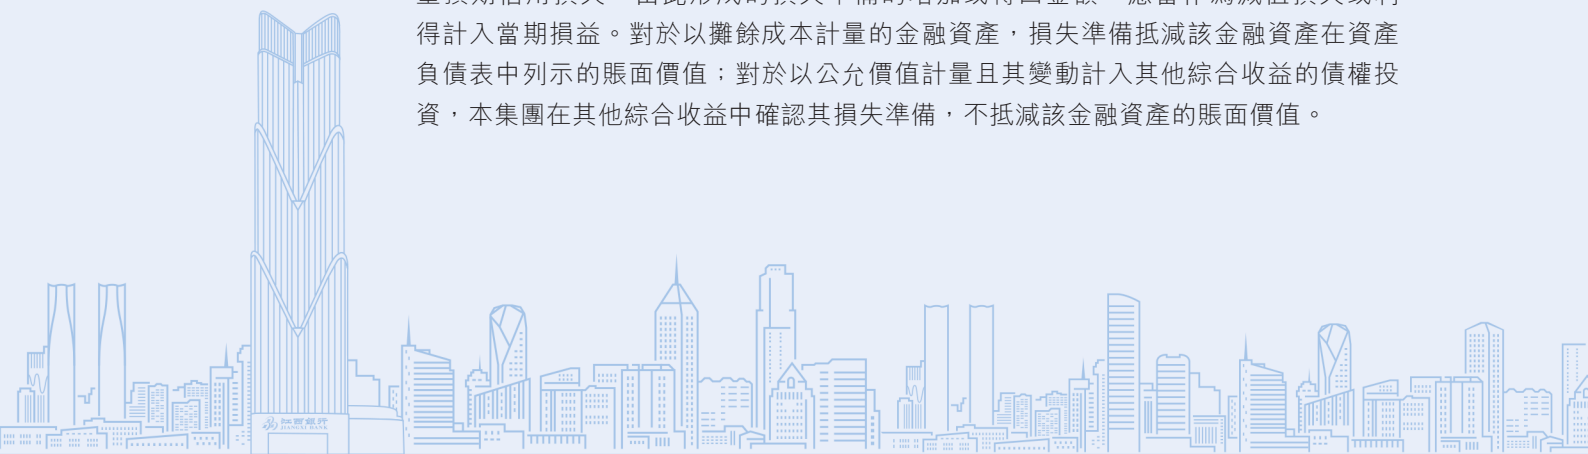 得計入當期損益。對於以攤餘成本計量的金融資產，損失準備抵減該金融資產在資產
負債表中列示的賬面價值；對於以公允價值計量且其變動計入其他綜合收益的債權投
資，本集團在其他綜合收益中確認其損失準備，不抵減該金融資產的賬面價值。
江西銀行